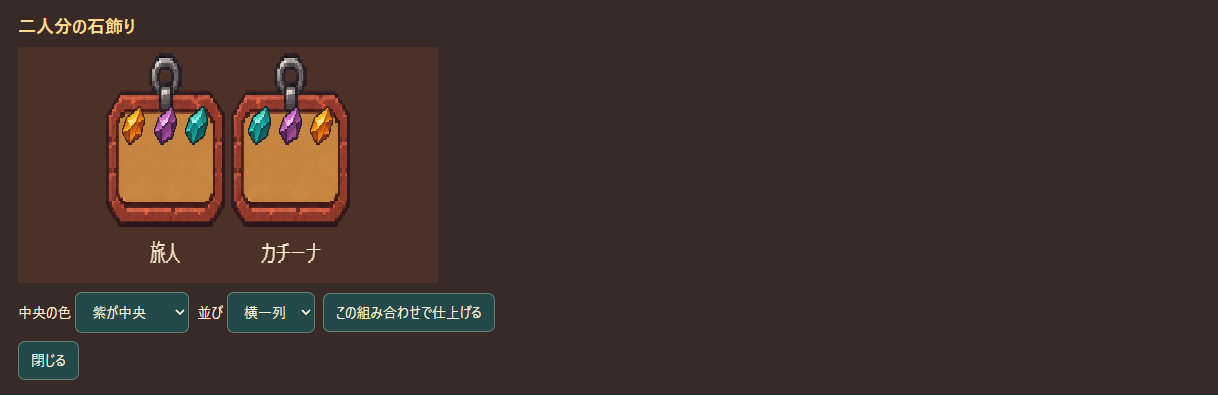 二人分の石飾り
旅人 カチーナ
中央の色 紫が中央 並び 横一列 この組み合わせで仕上げる
閉じる